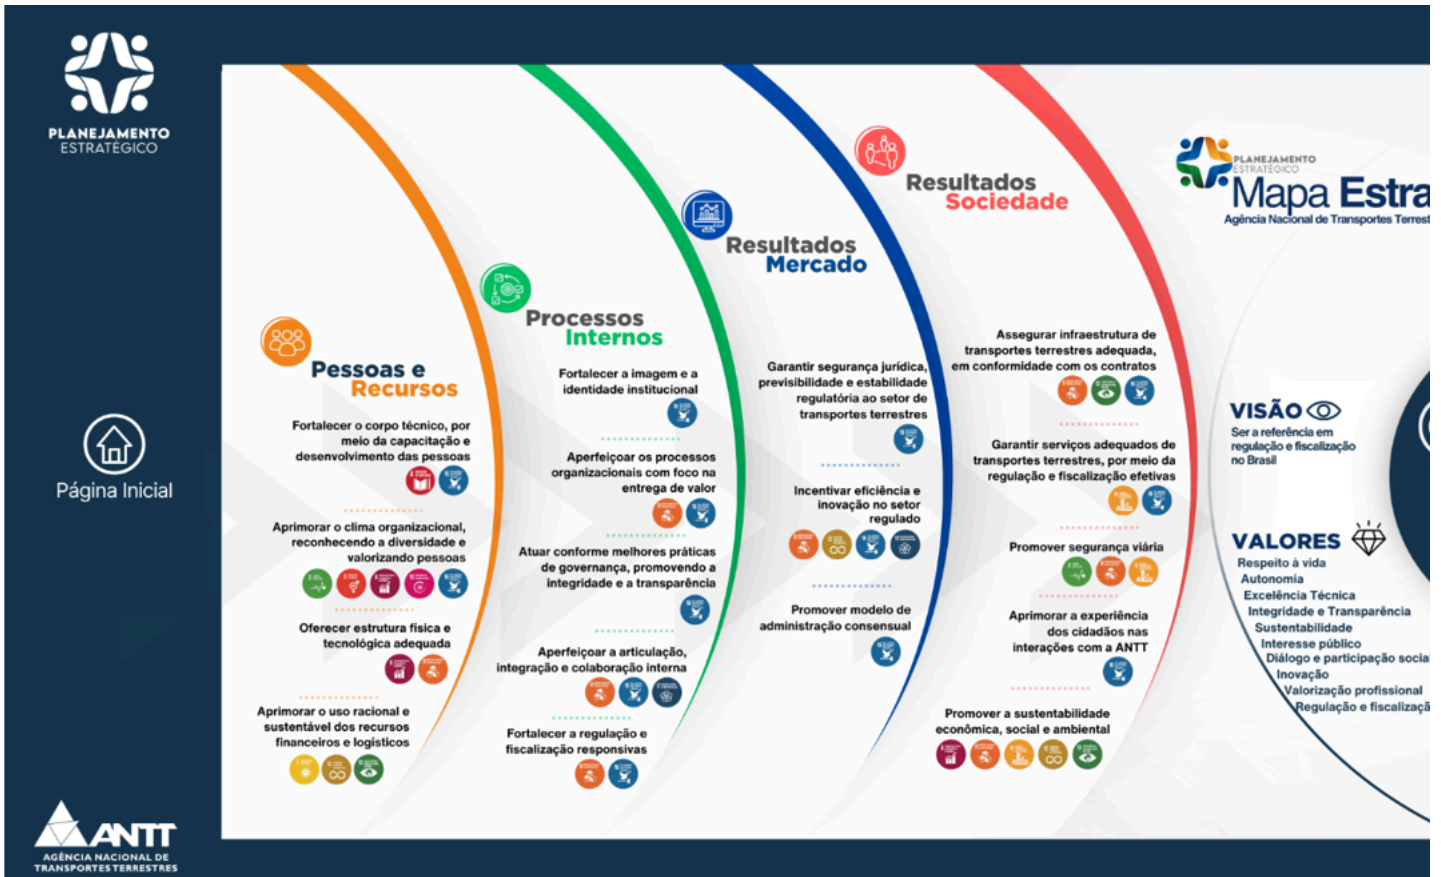 PLANEJAMENTO
ESTRATÉGICO
Página Inicial
ANTT
AGÊNCIA NACIONAL DE
TRANSPORTES TERRESTRES
Pessoas e
Recursos
Fortalecer o corpo técnico, por
meio da capacitação e
desenvolvimento das pessoas
Aprimorar o clima organizacional,
reconhecendo a diversidade e
valorizando pessoas
Oferecer estrutura física e
tecnológica adequada
Aprimorar o uso racional e
sustentável dos recursos
financeiros e logísticos
Processos
Internos
Fortalecer a imagem e a
identidade institucional
Aperfeiçoar os processos
organizacionais com foco na
entrega de valor
Atuar conforme melhores práticas
de governança, promovendo a
integridade e a transparência
Aperfeiçoar a articulação,
integração e colaboração interna
Fortalecer a regulação e
fiscalização responsivas
Resultados
Mercado
Garantir segurança jurídica,
previsibilidade e estabilidade
regulatória ao setor de
transportes terrestres
Incentivar eficiência e
inovação no setor
regulado
Promover modelo de
administração consensual
Resultados
Sociedade
Assegurar infraestrutura de
transportes terrestres adequada,
em conformidade com os contratos
Garantir serviços adequados de
transportes terrestres, por meio da
regulação e fiscalização efetivas
Promover segurança viária
Aprimorar a experiência
dos cidadãos nas
interações com a ANTT
Promover a sustentabilidade
econômica, social e ambiental
PLANEJAMENTO
ESTRATÉGICO
Mapa Estra
Agência Nacional de Transportes Terrest
VISÃO
Ser a referência em
regulação e fiscalização
no Brasil
VALORES
Respeito à vida
Autonomia
Excelência Técnica
Integridade e Transparência
Sustentabilidade
Interesse público
Diálogo e participação social
Inovação
Valorização profissional
Regulação e fiscalizaçã